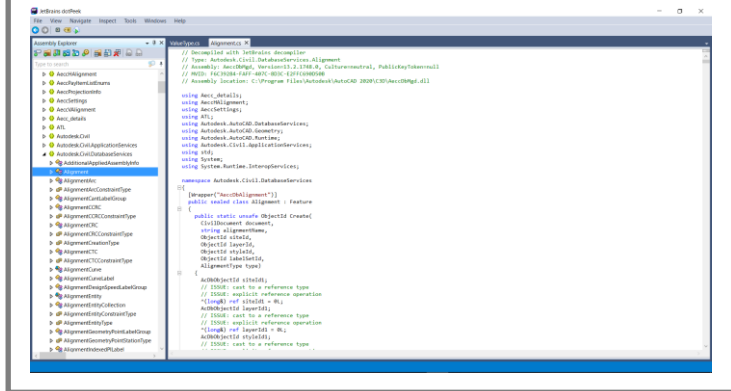 JetBrains dotPeek
File View Navigate Inspect Tools Windows Help
Assembly Explorer
Type to search
AeccHAlignment
AeccPayItemListEnums
AeccProjectionInfo
AeccSettings
AeccVAlignment
Aecc_details
ATL
Autodesk.Civil
Autodesk.Civil.ApplicationServices
Autodesk.Civil.DatabaseServices
AdditionalAppliedAssemblyInfo
Alignment
AlignmentArc
AlignmentArcConstraintType
AlignmentCantLabelGroup
AlignmentCCRC
AlignmentCCRCConstraintType
AlignmentCRC
AlignmentCRCConstraintType
AlignmentCreationType
AlignmentCTC
AlignmentCTCConstraintType
AlignmentCurve
AlignmentCurveLabel
AlignmentDesignSpeedLabelGroup
AlignmentEntity
AlignmentEntityCollection
AlignmentEntityConstraintType
AlignmentEntityType
AlignmentGeometryPointLabelGroup
AlignmentGeometryPointStationType
AlignmentIndexedPILabel
ValueType.cs Alignment.cs
// Decompiled with JetBrains decompiler
// Type: Autodesk.Civil.DatabaseServices.Alignment
// Assembly: AeccDbMgd, Version=13.2.1748.0, Culture=neutral, PublicKeyToken=null
// Assembly location: C:\Program Files\Autodesk\AutoCAD 2020\C3D\AeccDbMgd.dll
using Aecc_details;
using AeccHAlignment;
using AeccSettings;
using ATL;
using Autodesk.AutoCAD.DatabaseServices;
using Autodesk.AutoCAD.Geometry;
using Autodesk.AutoCAD.Runtime;
using Autodesk.Civil.ApplicationServices;
using std;
using System;
using System.Runtime.InteropServices;
namespace Autodesk.Civil.DatabaseServices
{
[Wrapper("AeccDbAlignment")]
public sealed class Alignment : Feature
{
public static unsafe ObjectId Create(
CivilDocument document,
string alignmentName,
ObjectId siteId,
ObjectId layerId,
ObjectId styleId,
ObjectId labelSetId,
AlignmentType type)
{
AcDbObjectId siteId1;
// ISSUE: cast to a reference type
// ISSUE: explicit reference operation
^(long&) ref siteId1 = 0L;
AcDbObjectId layerId1;
// ISSUE: cast to a reference type
// ISSUE: explicit reference operation
^(long&) ref layerId1 = 0L;
AcDbObjectId styleId1;
// ISSUE: cast to a reference type